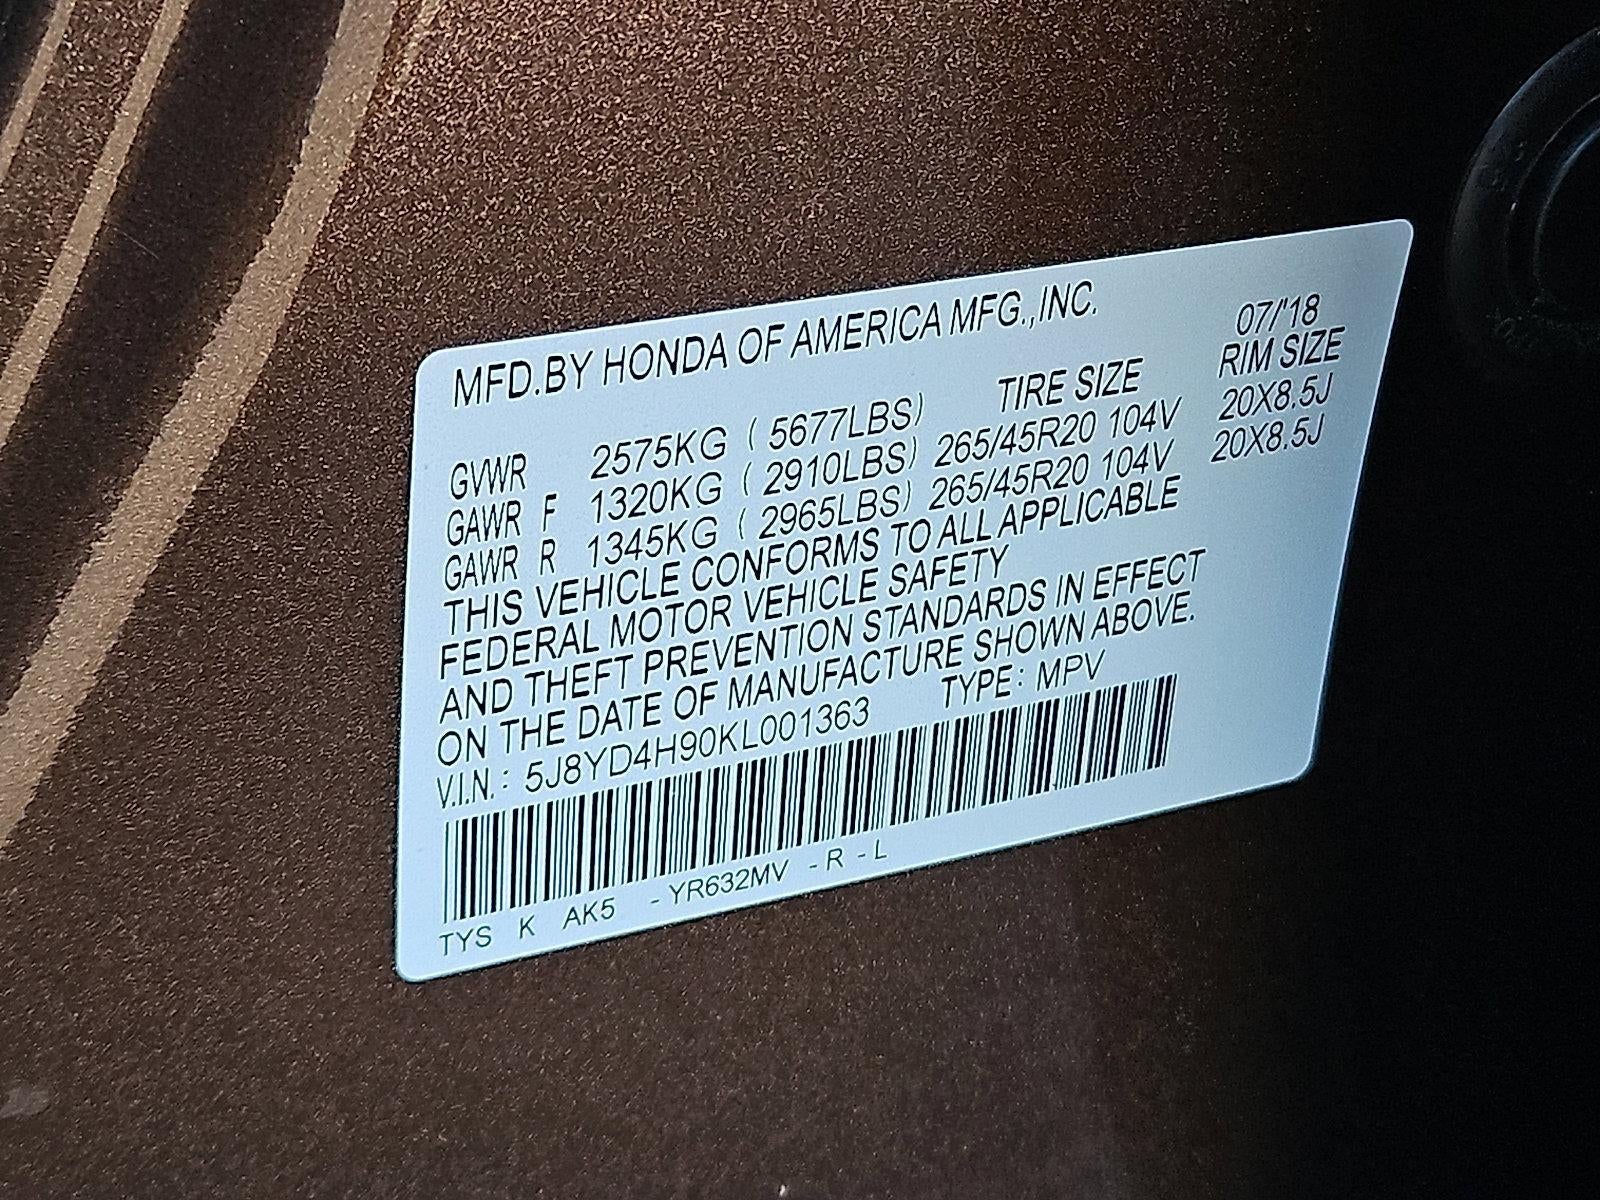 MFD.BY HONDA OF AMERICA MFG.,INC. 07/'18
TIRE SIZE RIM SIZE
GVWR 2575KG ( 5677LBS)
GAWR F 1320KG ( 2910LBS) 265/45R20 104V 20X8.5J
GAWR R 1345KG ( 2965LBS) 265/45R20 104V 20X8.5J
THIS VEHICLE CONFORMS TO ALL APPLICABLE
FEDERAL MOTOR VEHICLE SAFETY
AND THEFT PREVENTION STANDARDS IN EFFECT
ON THE DATE OF MANUFACTURE SHOWN ABOVE.
V.I.N.: 5J8YD4H90KL001363 TYPE: MPV
TYS K AK5 - YR632MV - R - L